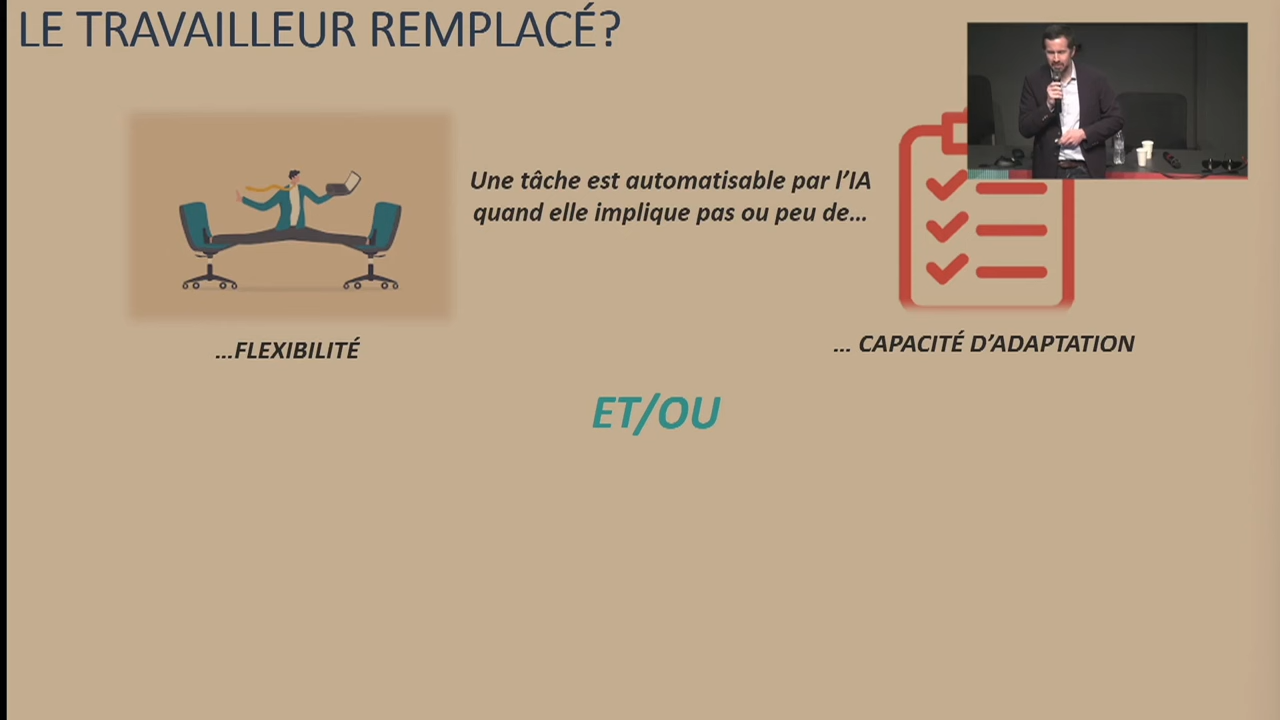 LE TRAVAILLEUR REMPLACÉ?
Une tâche est automatisable par l’IA
quand elle implique pas ou peu de…
…FLEXIBILITÉ
… CAPACITÉ D’ADAPTATION
ET/OU